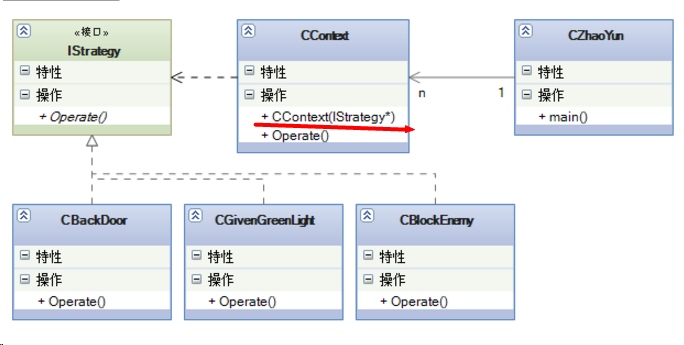 «接口»
IStrategy
特性
操作
+ Operate()
CContext
特性
操作
+ CContext(IStrategy*)
+ Operate()
n
1
CZhaoYun
特性
操作
+ main()
CBackDoor
特性
操作
+ Operate()
CGivenGreenLight
特性
操作
+ Operate()
CBlockEnemy
特性
操作
+ Operate()